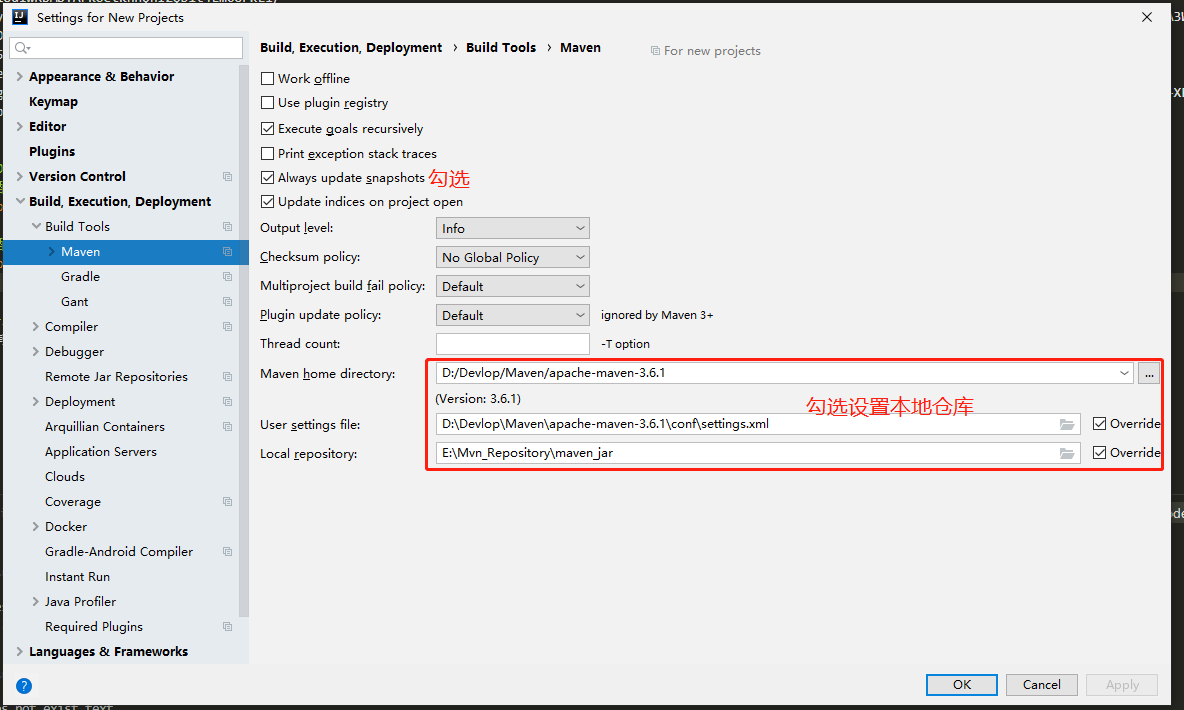 Settings for New Projects
Build, Execution, Deployment › Build Tools › Maven For new projects
Appearance & Behavior
Keymap
Editor
Plugins
Version Control
Build, Execution, Deployment
Build Tools
Maven
Gradle
Gant
Compiler
Debugger
Remote Jar Repositories
Deployment
Arquillian Containers
Application Servers
Clouds
Coverage
Docker
Gradle-Android Compiler
Instant Run
Java Profiler
Required Plugins
Languages & Frameworks
Work offline
Use plugin registry
Execute goals recursively
Print exception stack traces
Always update snapshots 勾选
Update indices on project open
Output level: Info
Checksum policy: No Global Policy
Multiproject build fail policy: Default
Plugin update policy: Default ignored by Maven 3+
Thread count: -T option
Maven home directory: D:/Devlop/Maven/apache-maven-3.6.1 ...
(Version: 3.6.1)
勾选设置本地仓库
User settings file: D:\Devlop\Maven\apache-maven-3.6.1\conf\settings.xml Override
Local repository: E:\Mvn_Repository\maven_jar Override
? OK Cancel Apply
not exist text